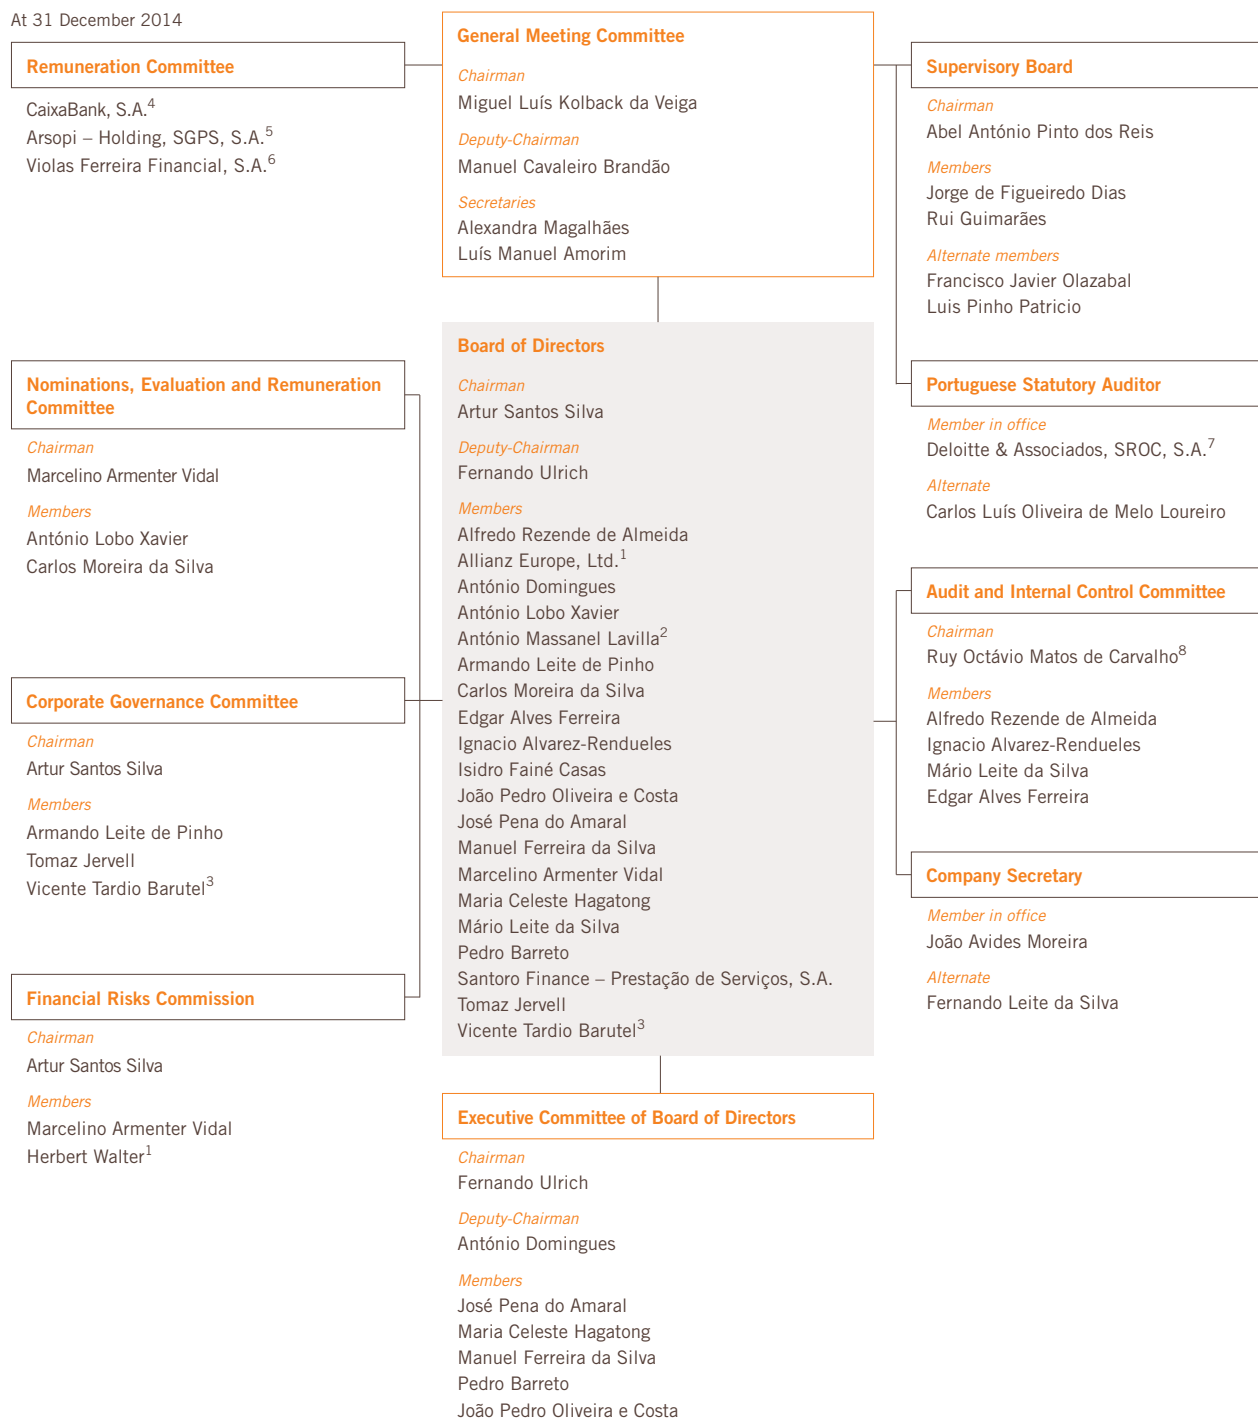 At 31 December 2014
Remuneration Committee
CaixaBank, S.A.4
Arsopi – Holding, SGPS, S.A.5
Violas Ferreira Financial, S.A.6
General Meeting Committee
Chairman
Miguel Luís Kolback da Veiga
Deputy-Chairman
Manuel Cavaleiro Brandão
Secretaries
Alexandra Magalhães
Luís Manuel Amorim
Supervisory Board
Chairman
Abel António Pinto dos Reis
Members
Jorge de Figueiredo Dias
Rui Guimarães
Alternate members
Francisco Javier Olazabal
Luis Pinho Patricio
Nominations, Evaluation and Remuneration
Committee
Chairman
Marcelino Armenter Vidal
Members
António Lobo Xavier
Carlos Moreira da Silva
Corporate Governance Committee
Chairman
Artur Santos Silva
Members
Armando Leite de Pinho
Tomaz Jervell
Vicente Tardio Barutel3
Financial Risks Commission
Chairman
Artur Santos Silva
Members
Marcelino Armenter Vidal
Herbert Walter1
Board of Directors
Chairman
Artur Santos Silva
Deputy-Chairman
Fernando Ulrich
Members
Alfredo Rezende de Almeida
Allianz Europe, Ltd.1
António Domingues
António Lobo Xavier
António Massanel Lavilla2
Armando Leite de Pinho
Carlos Moreira da Silva
Edgar Alves Ferreira
Ignacio Alvarez-Rendueles
Isidro Fainé Casas
João Pedro Oliveira e Costa
José Pena do Amaral
Manuel Ferreira da Silva
Marcelino Armenter Vidal
Maria Celeste Hagatong
Mário Leite da Silva
Pedro Barreto
Santoro Finance – Prestação de Serviços, S.A.
Tomaz Jervell
Vicente Tardio Barutel3
Portuguese Statutory Auditor
Member in office
Deloitte & Associados, SROC, S.A.7
Alternate
Carlos Luís Oliveira de Melo Loureiro
Audit and Internal Control Committee
Chairman
Ruy Octávio Matos de Carvalho8
Members
Alfredo Rezende de Almeida
Ignacio Alvarez-Rendueles
Mário Leite da Silva
Edgar Alves Ferreira
Company Secretary
Member in office
João Avides Moreira
Alternate
Fernando Leite da Silva
Executive Committee of Board of Directors
Chairman
Fernando Ulrich
Deputy-Chairman
António Domingues
Members
José Pena do Amaral
Maria Celeste Hagatong
Manuel Ferreira da Silva
Pedro Barreto
João Pedro Oliveira e Costa